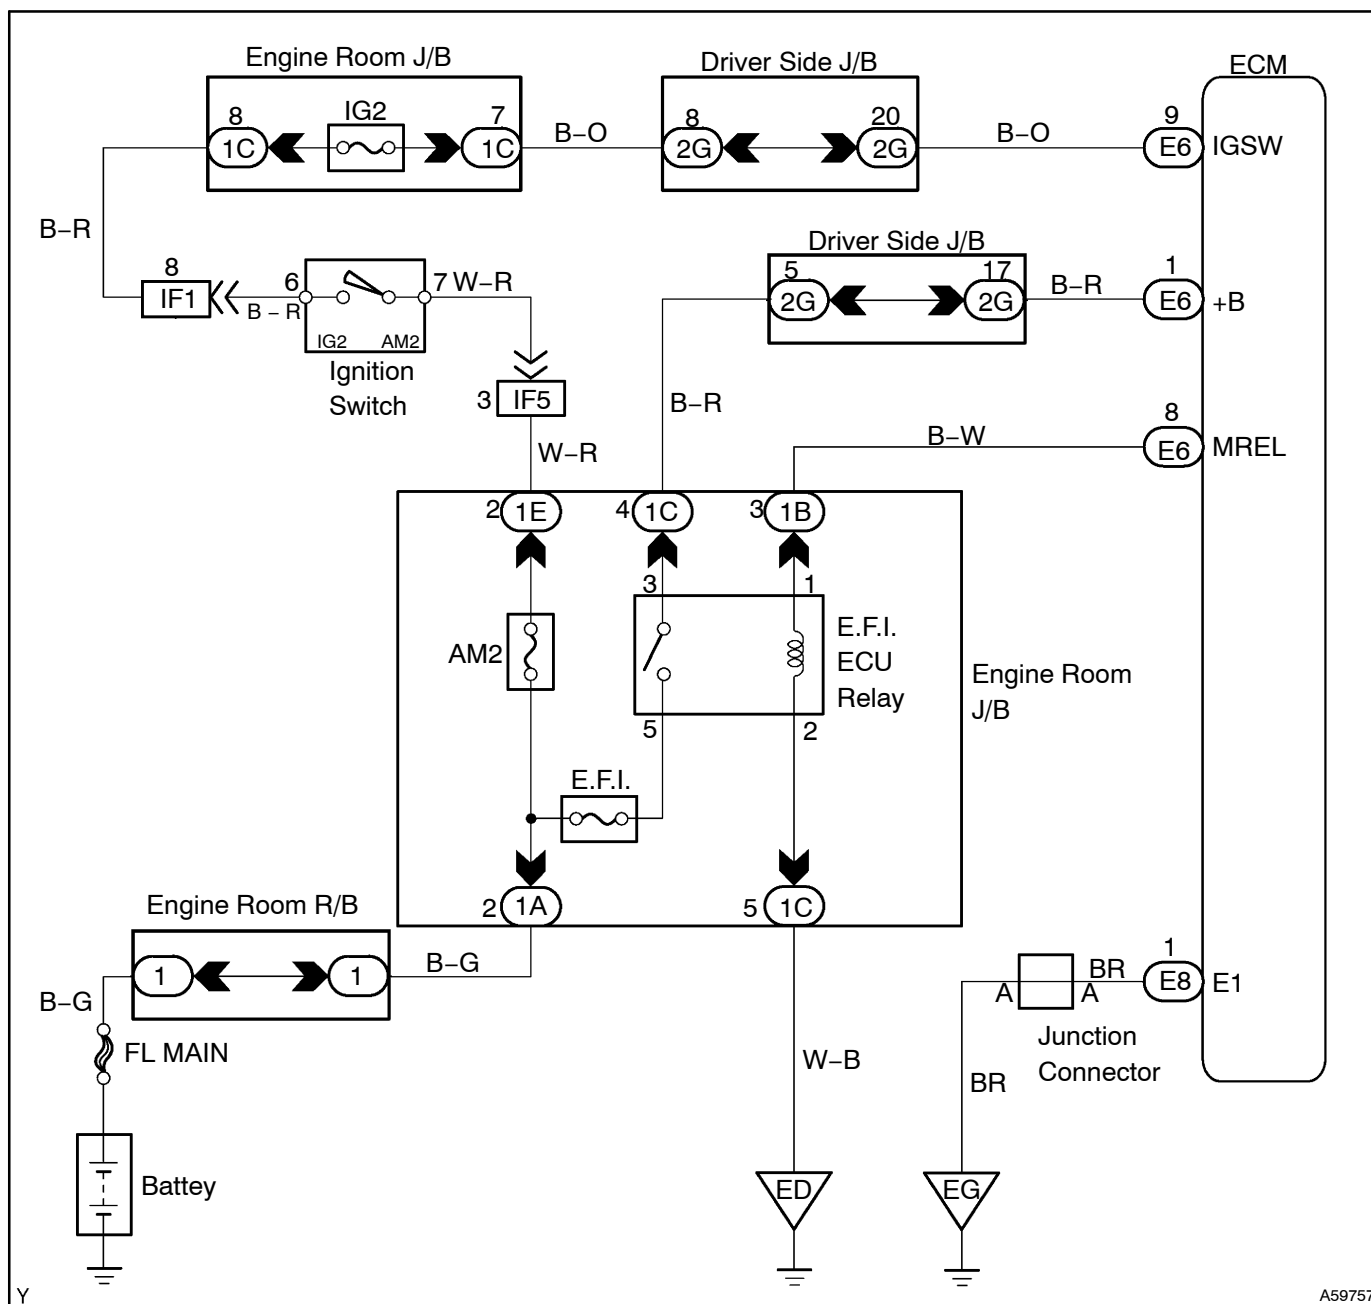 Engine Room J/B
Driver Side J/B
ECM
8
IG2
7
8
20
9
1C
1C
B–O
2G
2G
B–O
E6
IGSW
B–R
Driver Side J/B
8
6
7
W–R
5
17
1
IF1
B – R
2G
2G
B–R
E6
+B
IG2
AM2
Ignition
Switch
3
IF5
B–R
8
W–R
B–W
E6
MREL
2
1E
4
1C
3
1B
3
1
AM2
E.F.I.
ECU
Relay
Engine Room
J/B
5
2
E.F.I.
Engine Room R/B
2
1A
5
1C
1
1
B–G
B–G
1
A
BR
A
E8
E1
FL MAIN
Junction
Connector
W–B
BR
Battey
ED
EG
Y
A59757